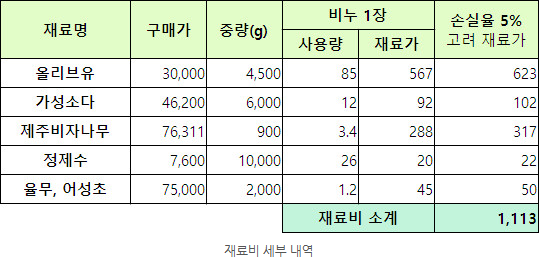 재료명 구매가 중량(g) 비누 1장 손실율 5%
고려 재료가
사용량 재료가
올리브유 30,000 4,500 85 567 623
가성소다 46,200 6,000 12 92 102
제주비자나무 76,311 900 3.4 288 317
정제수 7,600 10,000 26 20 22
율무, 어성초 75,000 2,000 1.2 45 50
재료비 소계 1,113
재료비 세부 내역